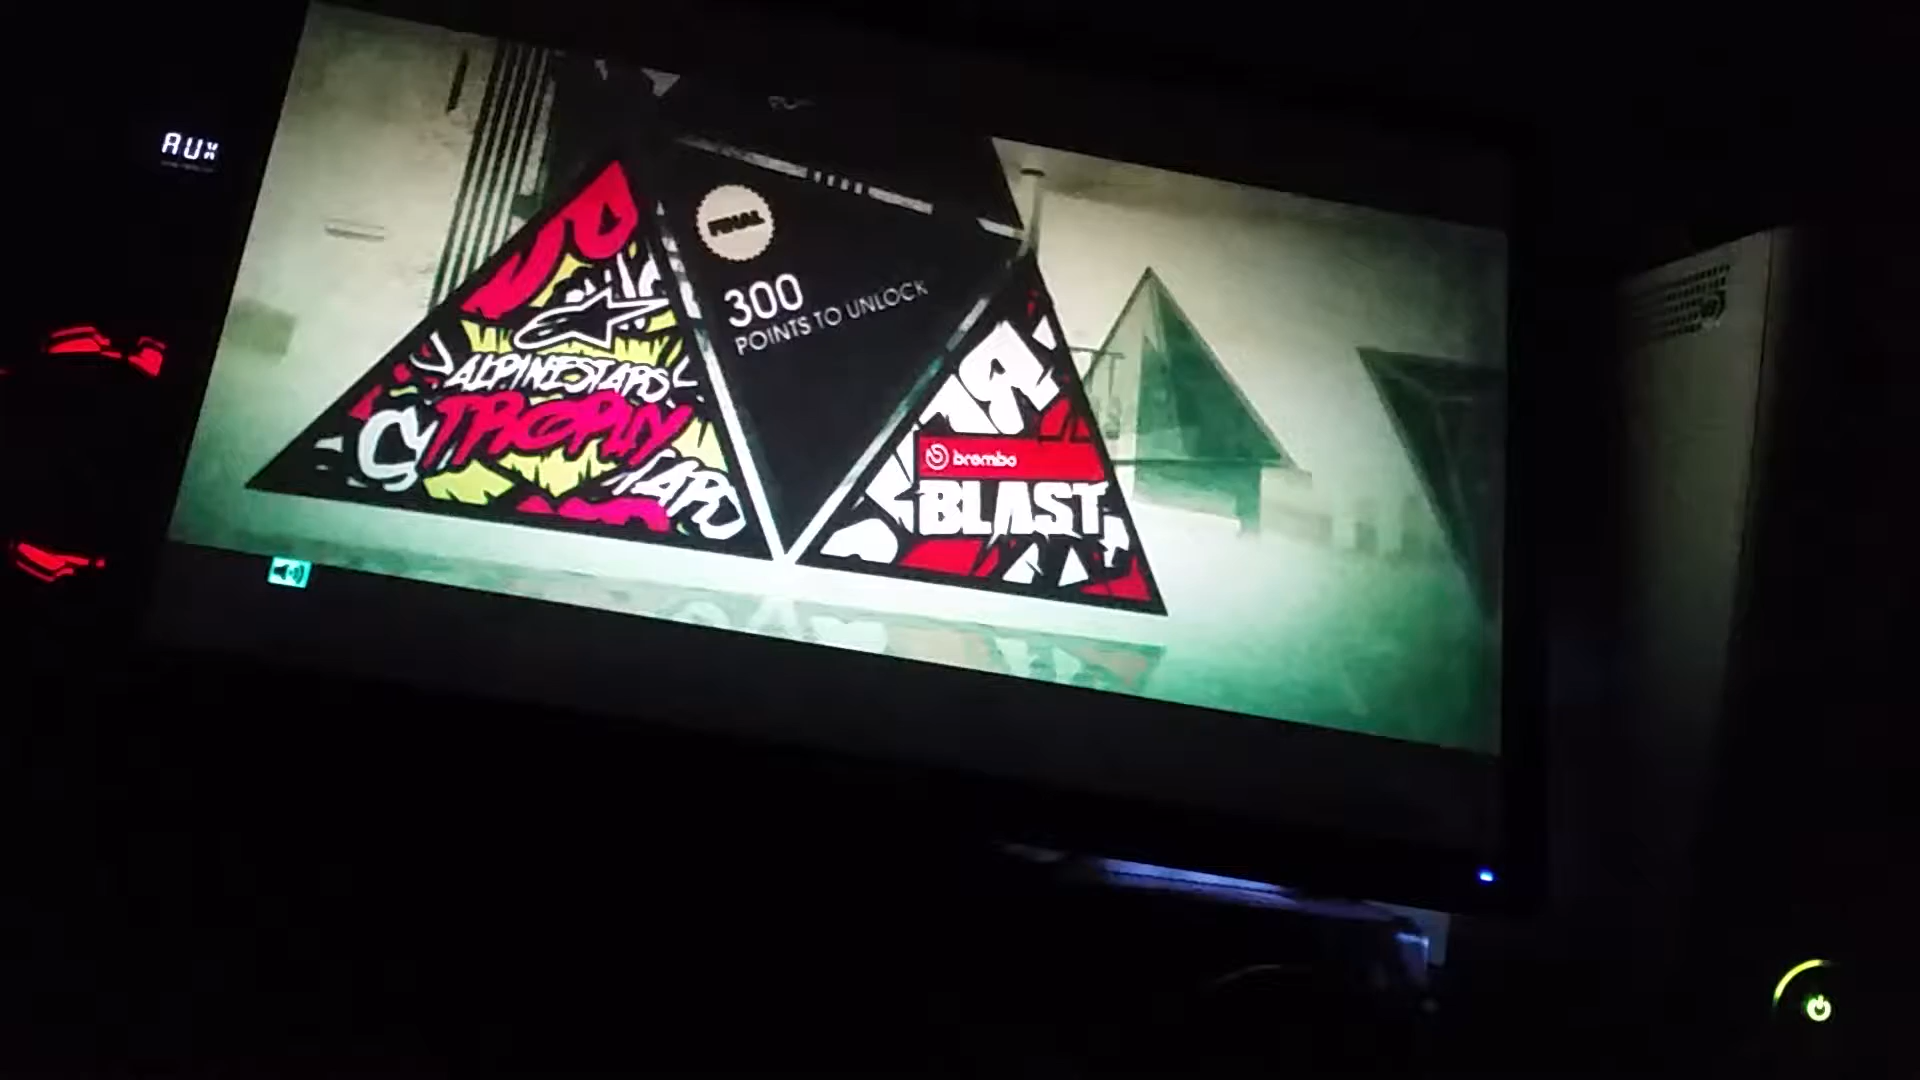 AUX
FINAL
300
POINTS TO UNLOCK
ALPINESTARS
TROPHY
brembo
BLAST